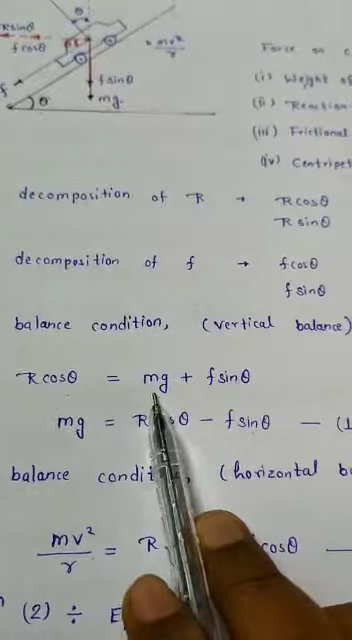 θ
Rsinθ
fcosθ
= mv²/r
f
fsinθ
mg
θ
Force on c
(i) Weight of
(ii) Reaction
(iii) Frictional
(iv) Centripet
decomposition of R → Rcosθ
Rsinθ
decomposition of f → fcosθ
fsinθ
balance condition, (vertical balance)
Rcosθ = mg + fsinθ
mg = R sθ - fsinθ — (1
balance condit , (horizontal ba
mv²/r = R cosθ —
(2) ÷ E